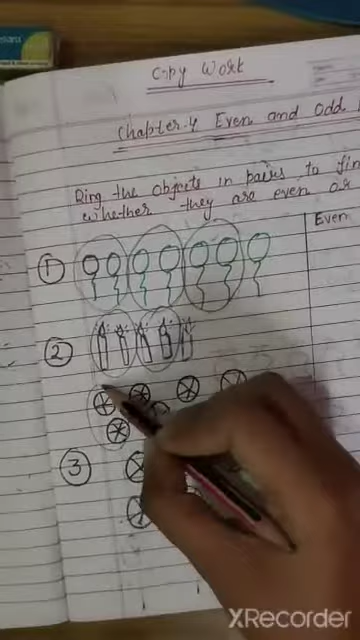 Copy Work
Chapter.4 Even and Odd
Ring the objects in pairs to fin
whether they are even or
Even
①
②
③
XRecorder